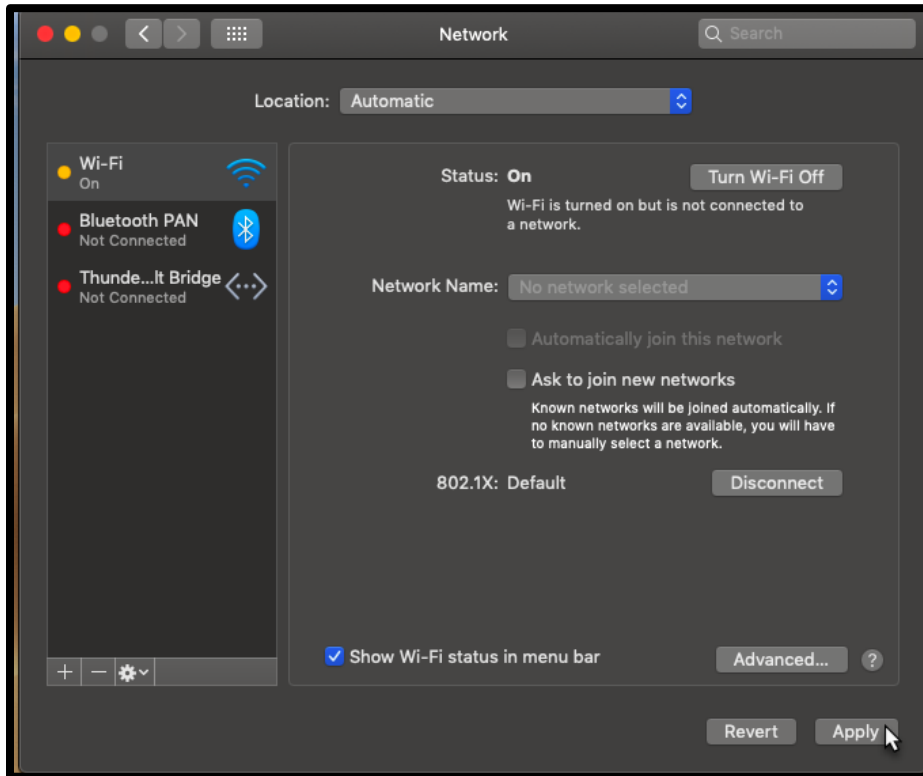 Network
Search
Location: Automatic
Wi-Fi
On
Bluetooth PAN
Not Connected
Thunde...lt Bridge
Not Connected
Status: On
Turn Wi-Fi Off
Wi-Fi is turned on but is not connected to
a network.
Network Name: No network selected
Automatically join this network
Ask to join new networks
Known networks will be joined automatically. If
no known networks are available, you will have
to manually select a network.
802.1X: Default
Disconnect
Show Wi-Fi status in menu bar
Advanced...
?
Revert
Apply